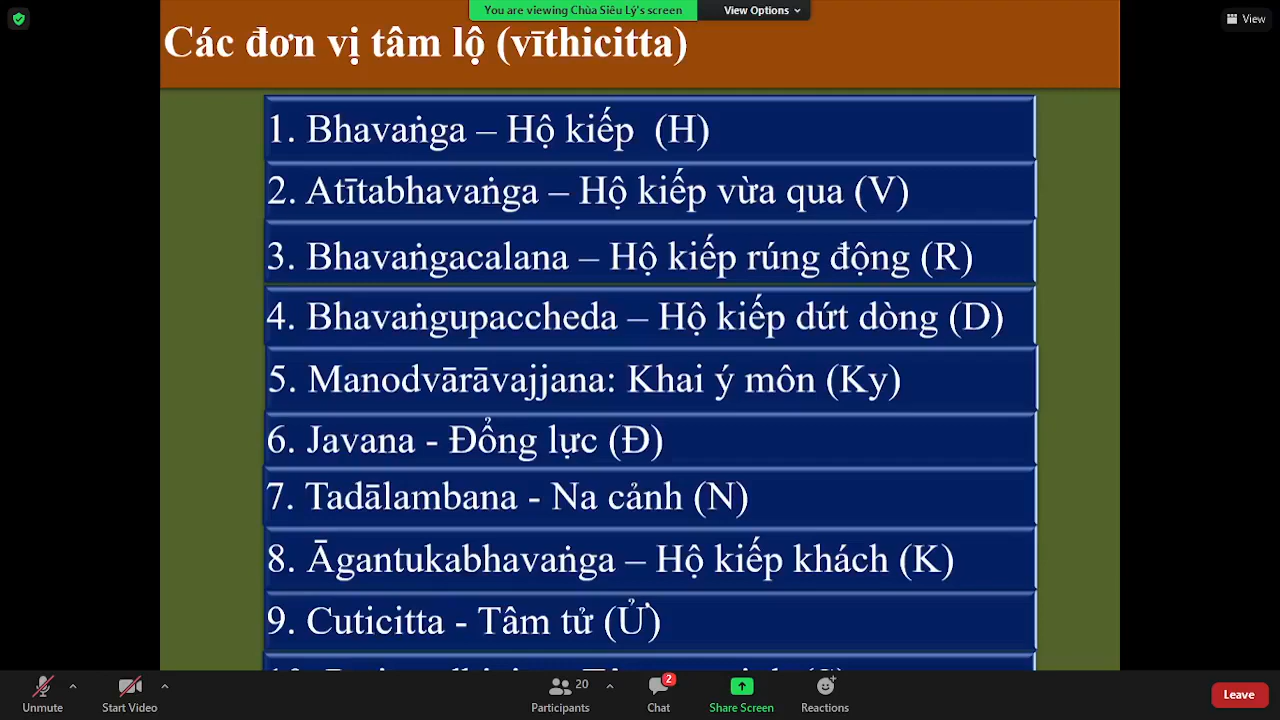 You are viewing Chùa Siêu Lý's screen
View Options
View
Các đơn vị tâm lộ (vīthicitta)
1. Bhavaṅga – Hộ kiếp (H)
2. Atītabhavaṅga – Hộ kiếp vừa qua (V)
3. Bhavaṅgacalana – Hộ kiếp rúng động (R)
4. Bhavaṅgupaccheda – Hộ kiếp dứt dòng (D)
5. Manodvārāvajjana: Khai ý môn (Ky)
6. Javana - Đổng lực (Đ)
7. Tadālambana - Na cảnh (N)
8. Āgantukabhavaṅga – Hộ kiếp khách (K)
9. Cuticitta - Tâm tử (Ử)
20
2
Unmute
Start Video
Participants
Chat
Share Screen
Reactions
Leave